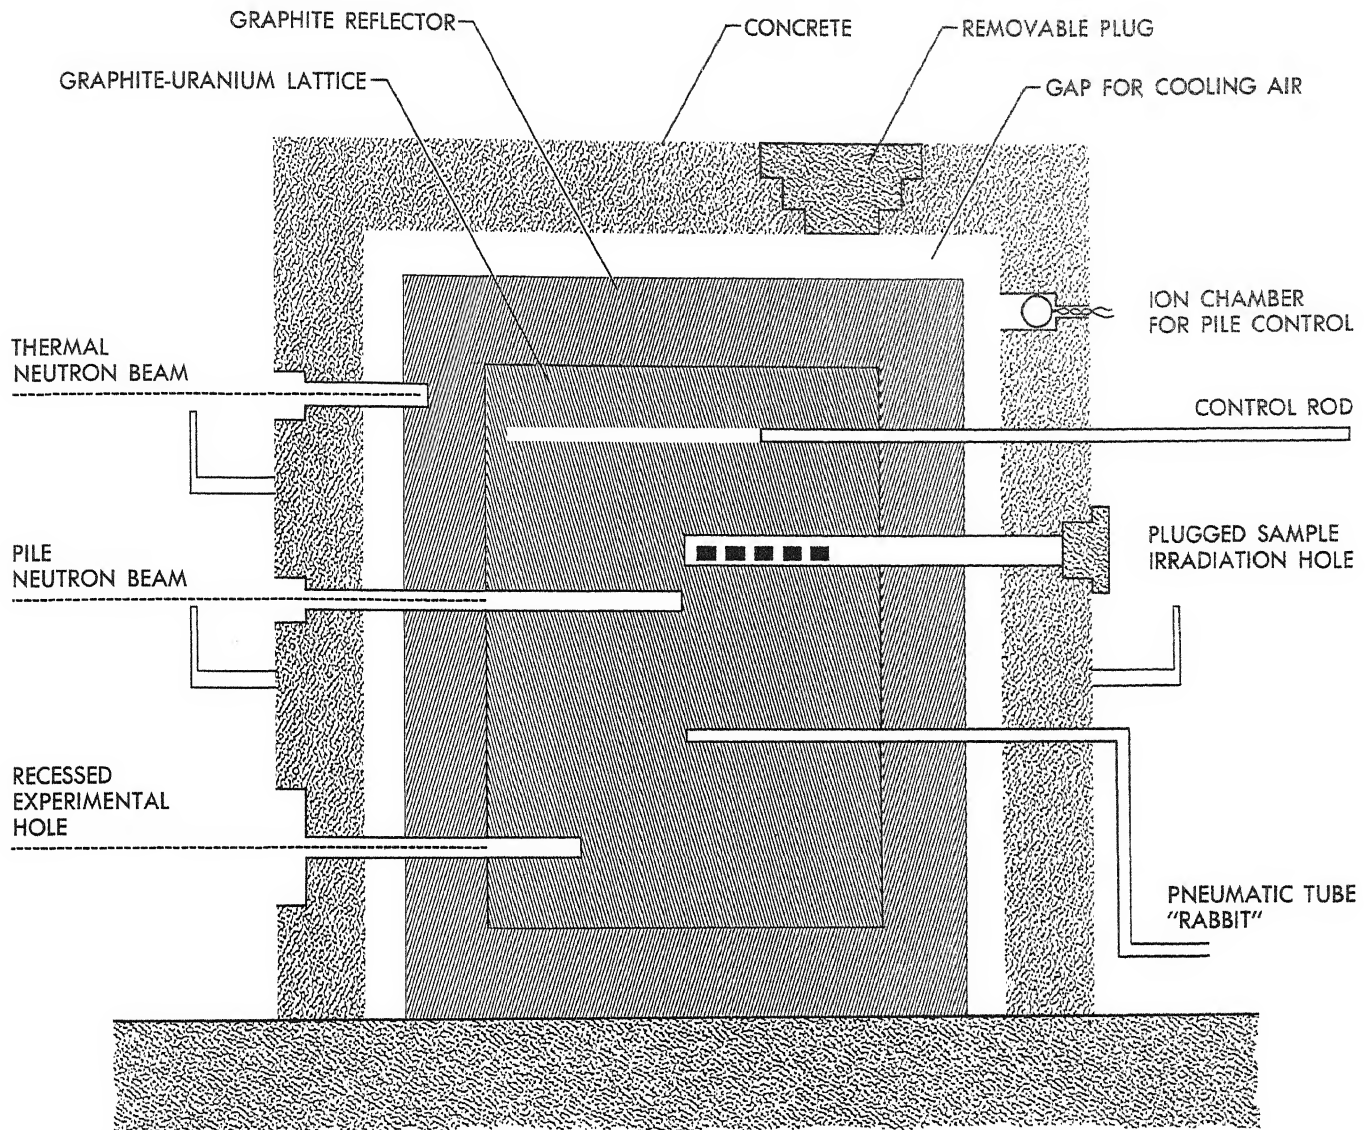 GRAPHITE REFLECTOR
CONCRETE
REMOVABLE PLUG
GRAPHITE-URANIUM LATTICE
GAP FOR COOLING AIR
ION CHAMBER
FOR PILE CONTROL
THERMAL
NEUTRON BEAM
CONTROL ROD
PILE
NEUTRON BEAM
PLUGGED SAMPLE
IRRADIATION HOLE
RECESSED
EXPERIMENTAL
HOLE
PNEUMATIC TUBE
"RABBIT"